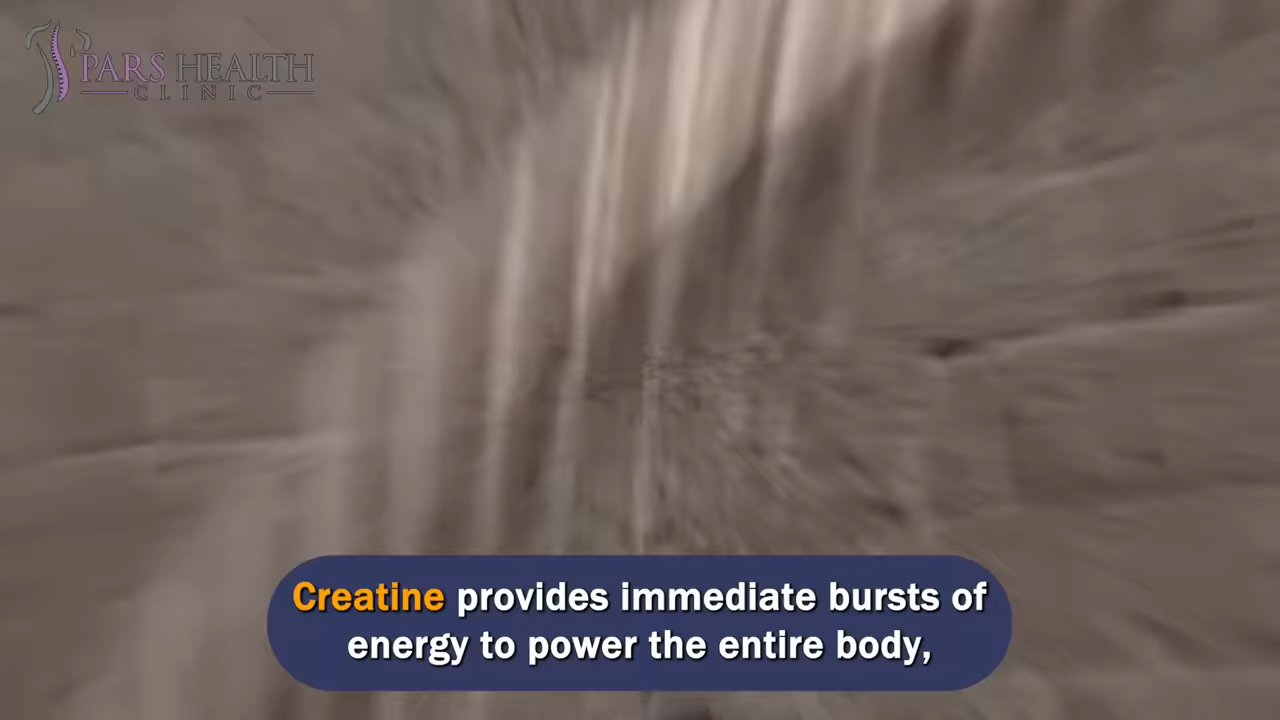 PARS HEALTH
CLINIC
Creatine provides immediate bursts of
energy to power the entire body,